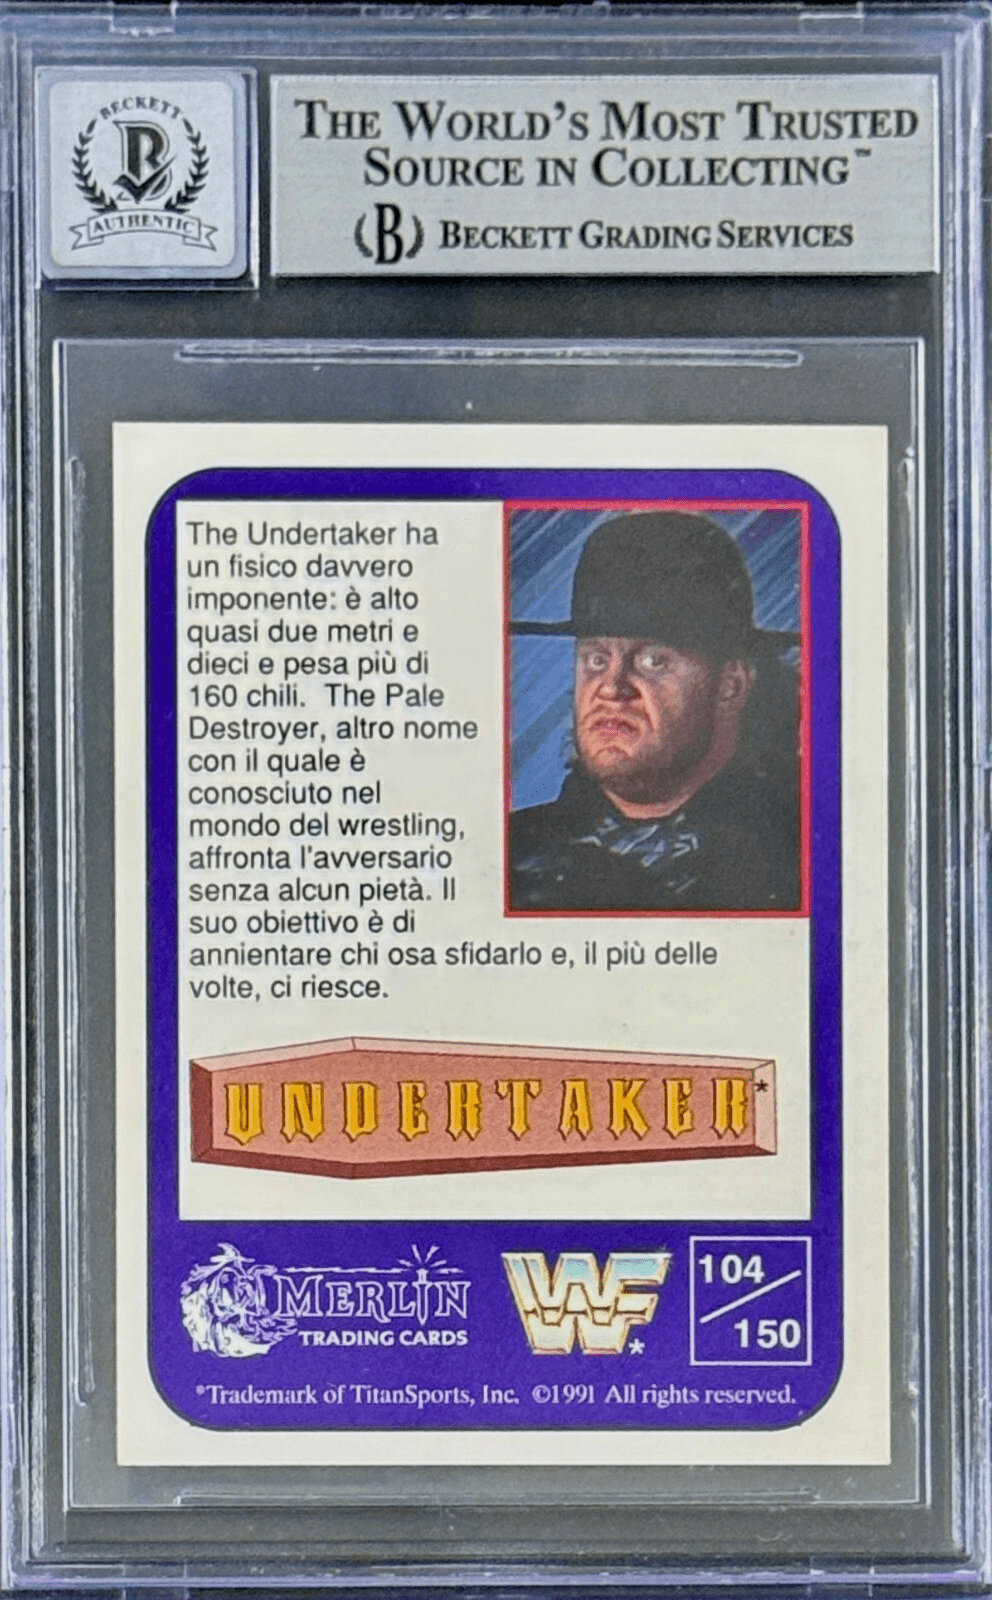 BECKETT
B
AUTHENTIC
THE WORLD'S MOST TRUSTED
SOURCE IN COLLECTING™
(B) BECKETT GRADING SERVICES
The Undertaker ha
un fisico davvero
imponente: è alto
quasi due metri e
dieci e pesa più di
160 chili. The Pale
Destroyer, altro nome
con il quale è
conosciuto nel
mondo del wrestling,
affronta l'avversario
senza alcun pietà. Il
suo obiettivo è di
annientare chi osa sfidarlo e, il più delle
volte, ci riesce.
UNDERTAKER*
MERLIN
TRADING CARDS
WF*
104/
150
*Trademark of TitanSports, Inc. ©1991 All rights reserved.